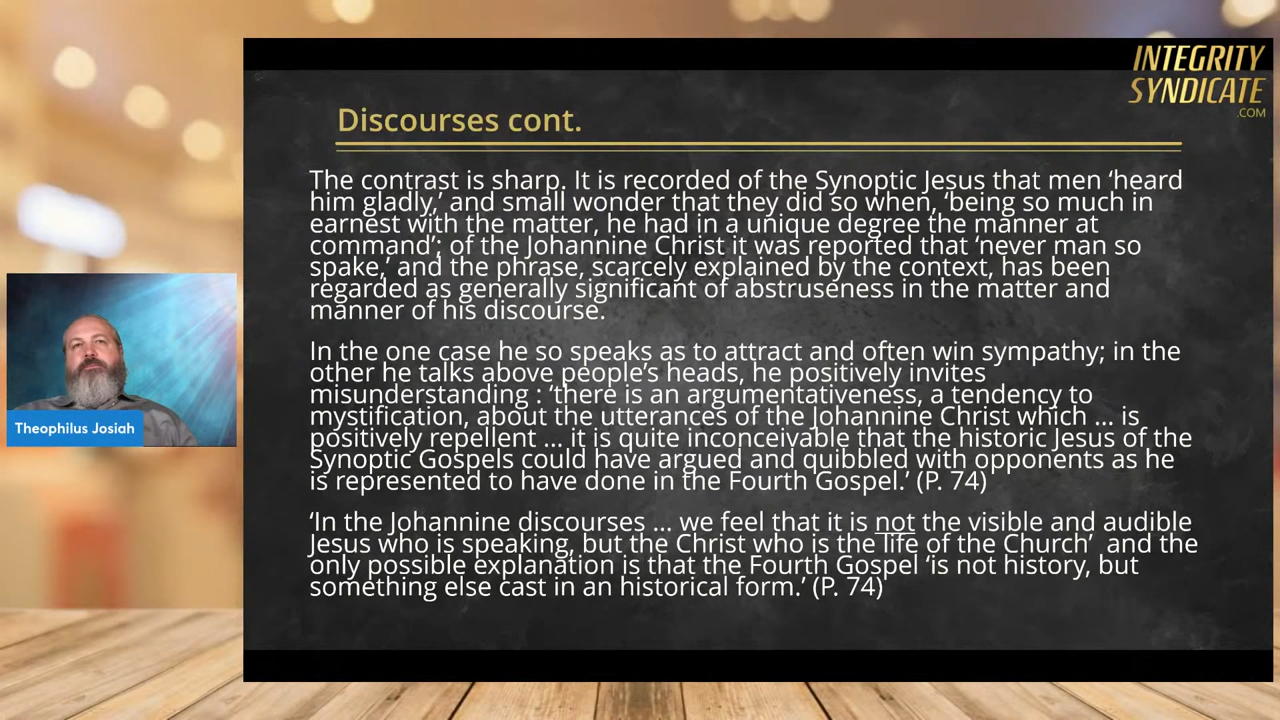 INTEGRITY
SYNDICATE
.COM
Discourses cont.
The contrast is sharp. It is recorded of the Synoptic Jesus that men ‘heard
him gladly,’ and small wonder that they did so when, ‘being so much in
earnest with the matter, he had in a unique degree the manner at
command’; of the Johannine Christ it was reported that ‘never man so
spake,’ and the phrase, scarcely explained by the context, has been
regarded as generally significant of abstruseness in the matter and
manner of his discourse.
In the one case he so speaks as to attract and often win sympathy; in the
other he talks above people’s heads, he positively invites
misunderstanding : ‘there is an argumentativeness, a tendency to
mystification, about the utterances of the Johannine Christ which ... is
positively repellent ... it is quite inconceivable that the historic Jesus of the
Synoptic Gospels could have argued and quibbled with opponents as he
is represented to have done in the Fourth Gospel.’ (P. 74)
‘In the Johannine discourses ... we feel that it is not the visible and audible
Jesus who is speaking, but the Christ who is the life of the Church’ and the
only possible explanation is that the Fourth Gospel ‘is not history, but
something else cast in an historical form.’ (P. 74)
Theophilus Josiah